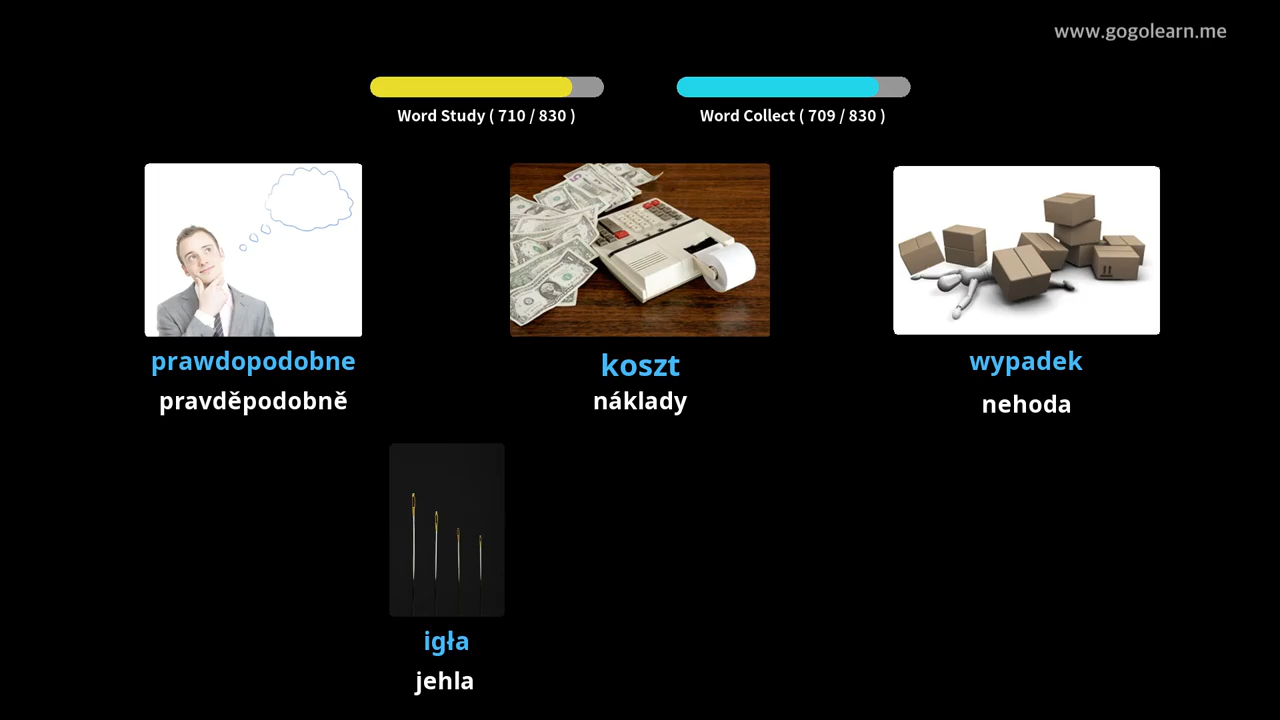 www.gogolearn.me
Word Study ( 710 / 830 )
Word Collect ( 709 / 830 )
prawdopodobne
pravděpodobně
koszt
náklady
wypadek
nehoda
igła
jehla